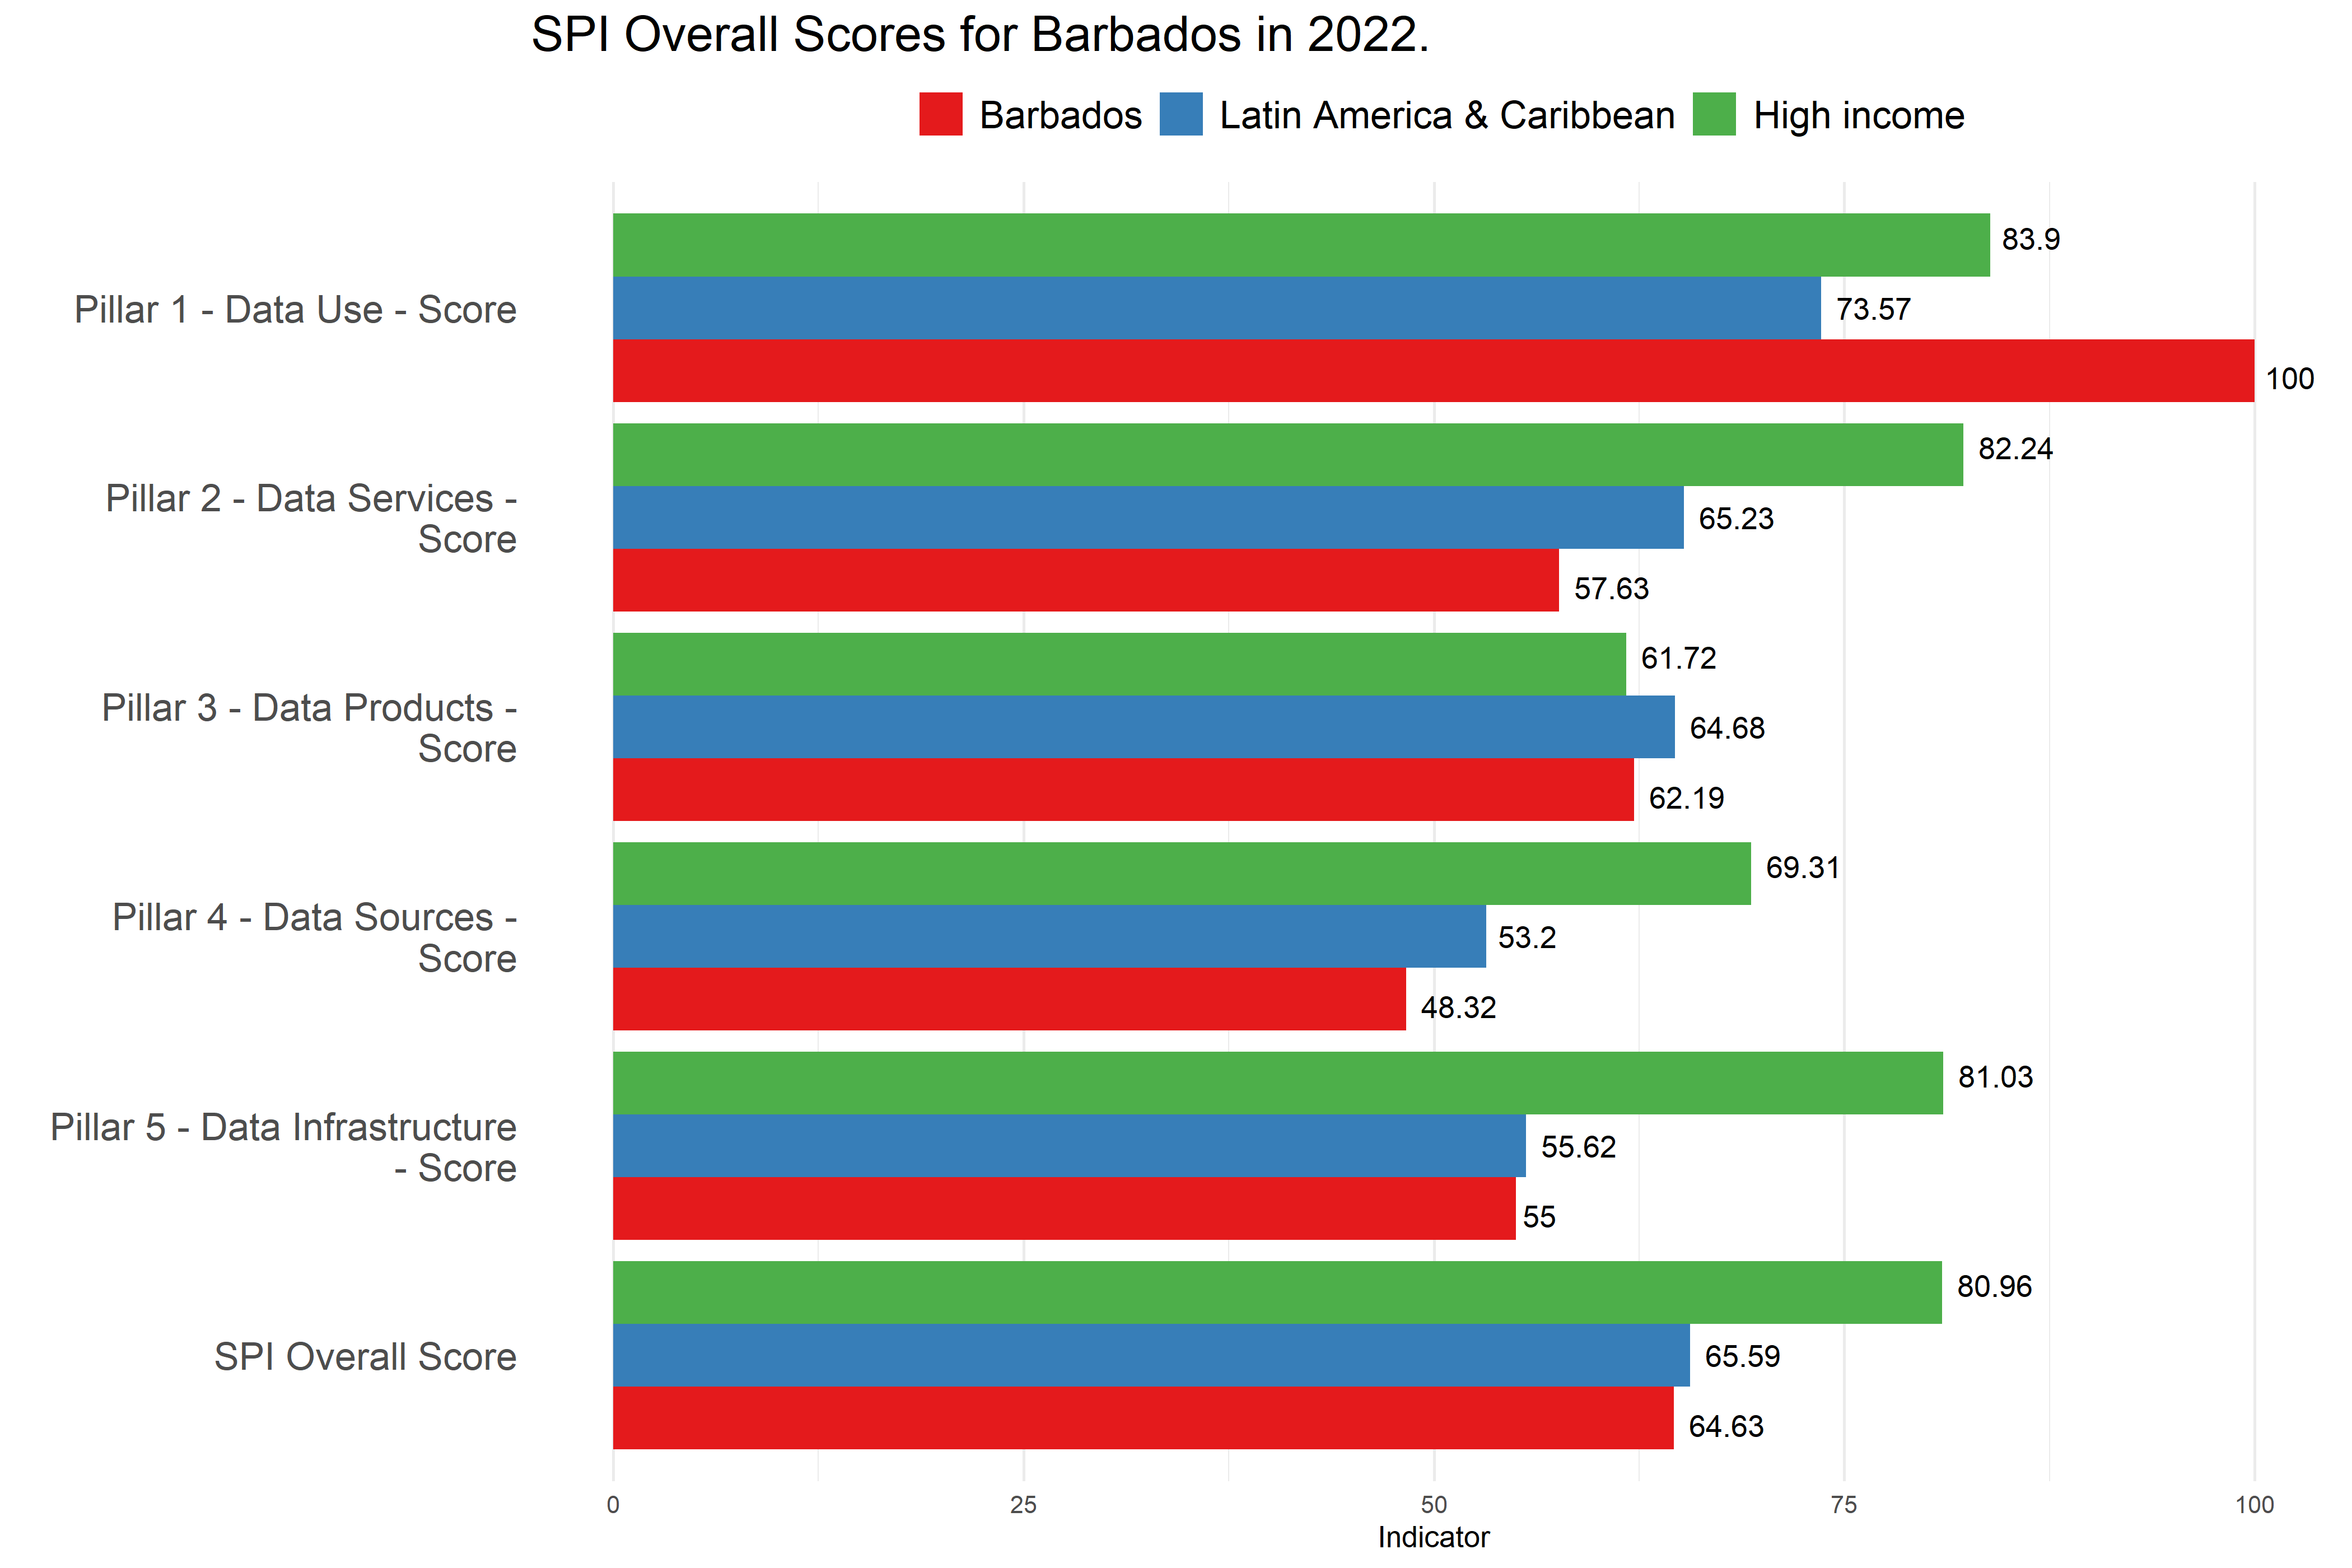 SPI Overall Scores for Barbados in 2022.
Barbados Latin America & Caribbean High income
Pillar 1 - Data Use - Score
83.9
73.57
100
Pillar 2 - Data Services -
Score
82.24
65.23
57.63
Pillar 3 - Data Products -
Score
61.72
64.68
62.19
Pillar 4 - Data Sources -
Score
69.31
53.2
48.32
Pillar 5 - Data Infrastructure
- Score
81.03
55.62
55
SPI Overall Score
80.96
65.59
64.63
0 25 50 75 100
Indicator